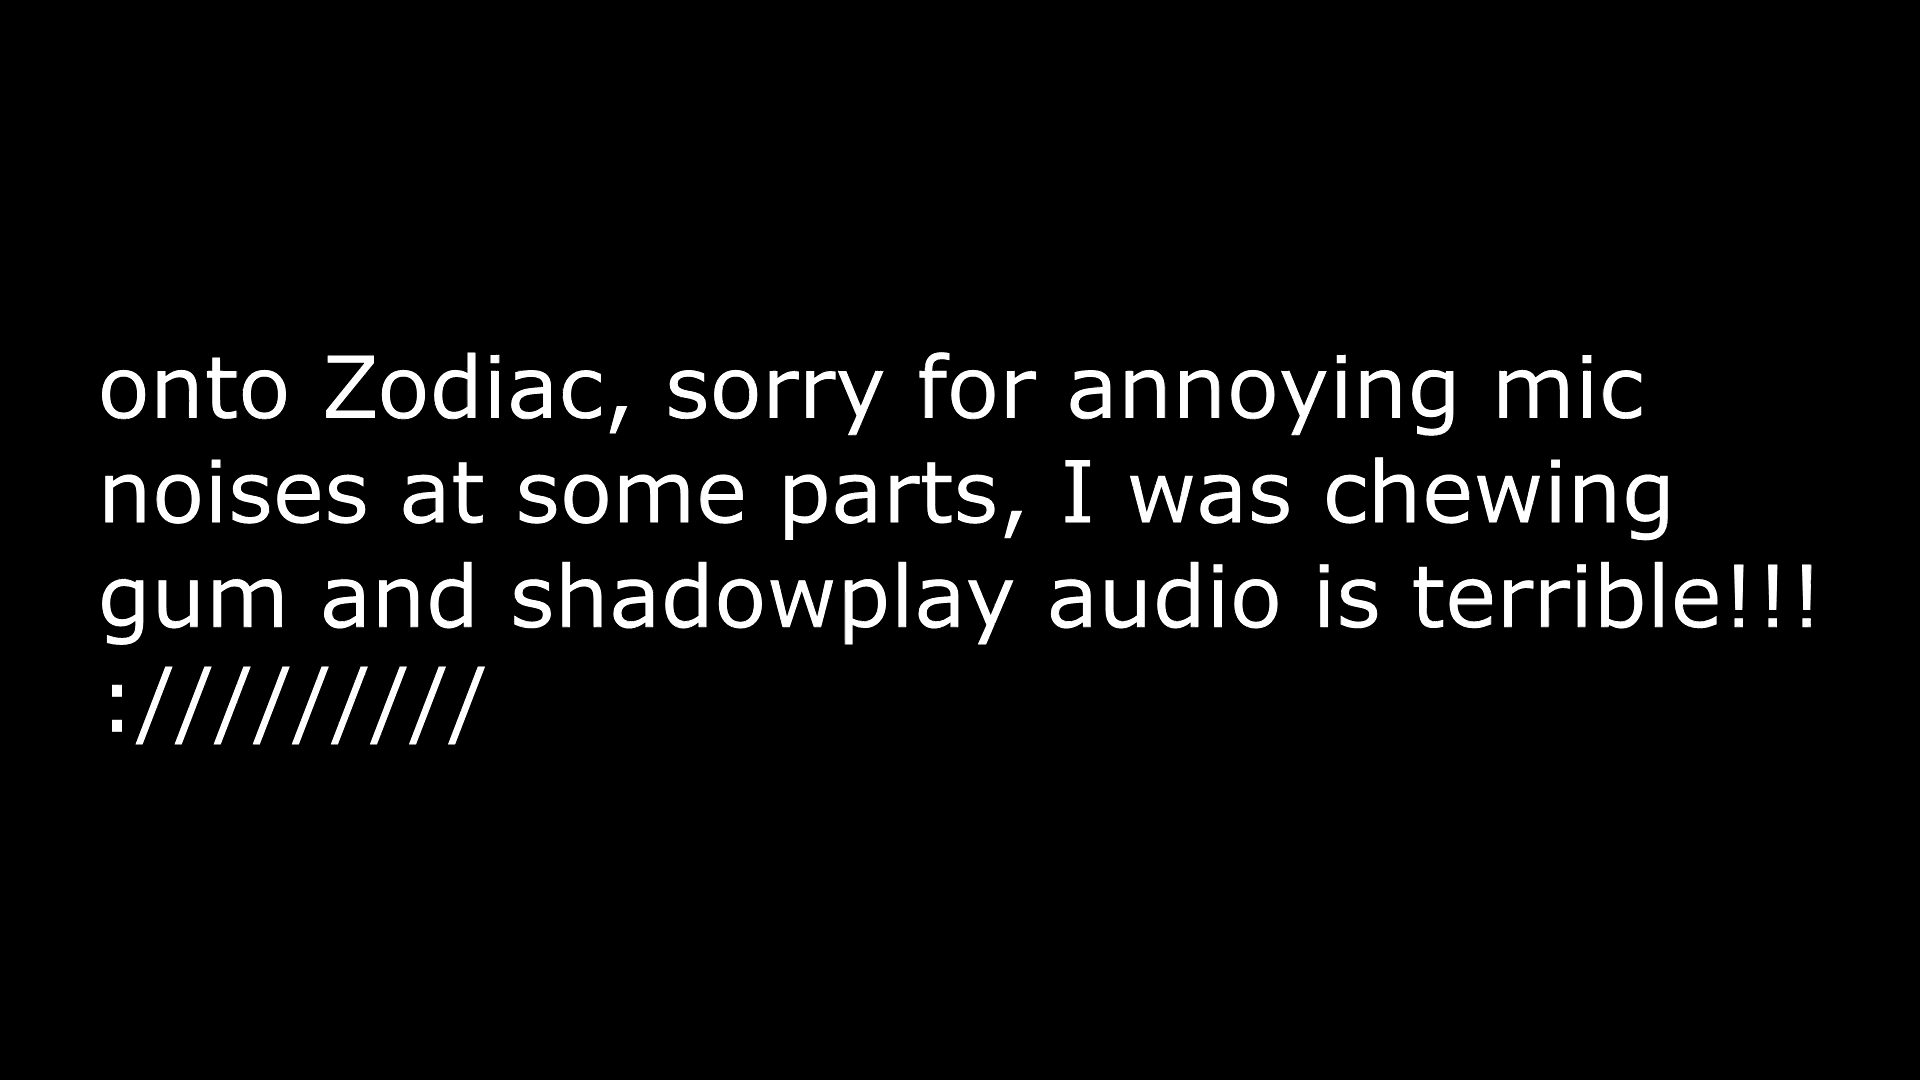 onto Zodiac, sorry for annoying mic
noises at some parts, I was chewing
gum and shadowplay audio is terrible!!!
://///////